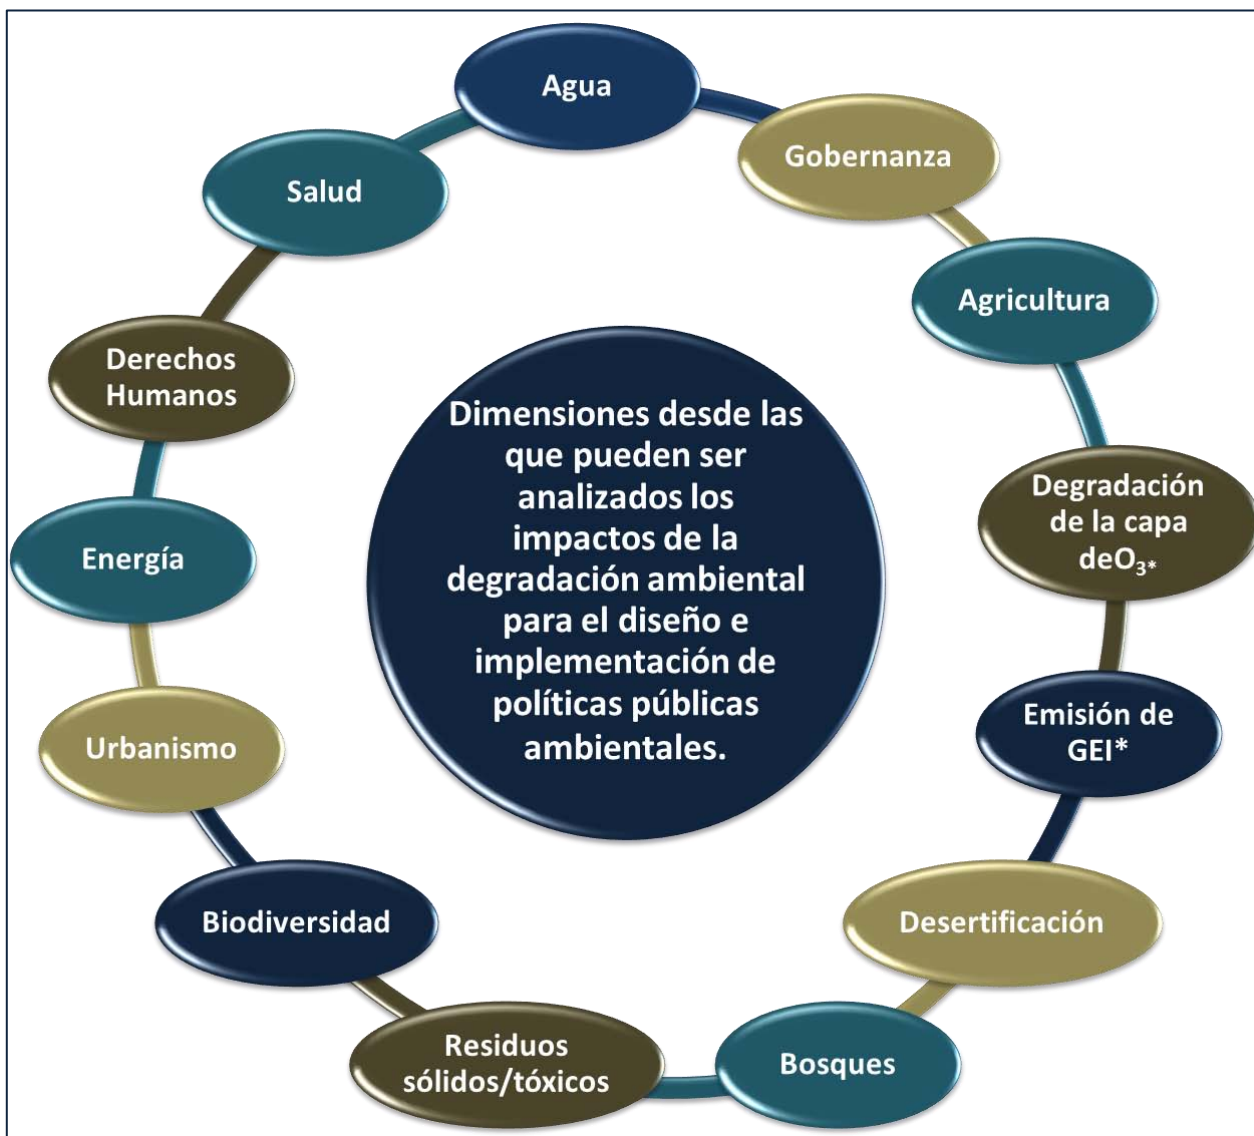 Agua
Gobernanza
Agricultura
Degradación
de la capa
deO₃*
Emisión de
GEI*
Desertificación
Bosques
Residuos
sólidos/tóxicos
Biodiversidad
Urbanismo
Energía
Derechos
Humanos
Salud
Dimensiones desde las
que pueden ser
analizados los
impactos de la
degradación ambiental
para el diseño e
implementación de
políticas públicas
ambientales.